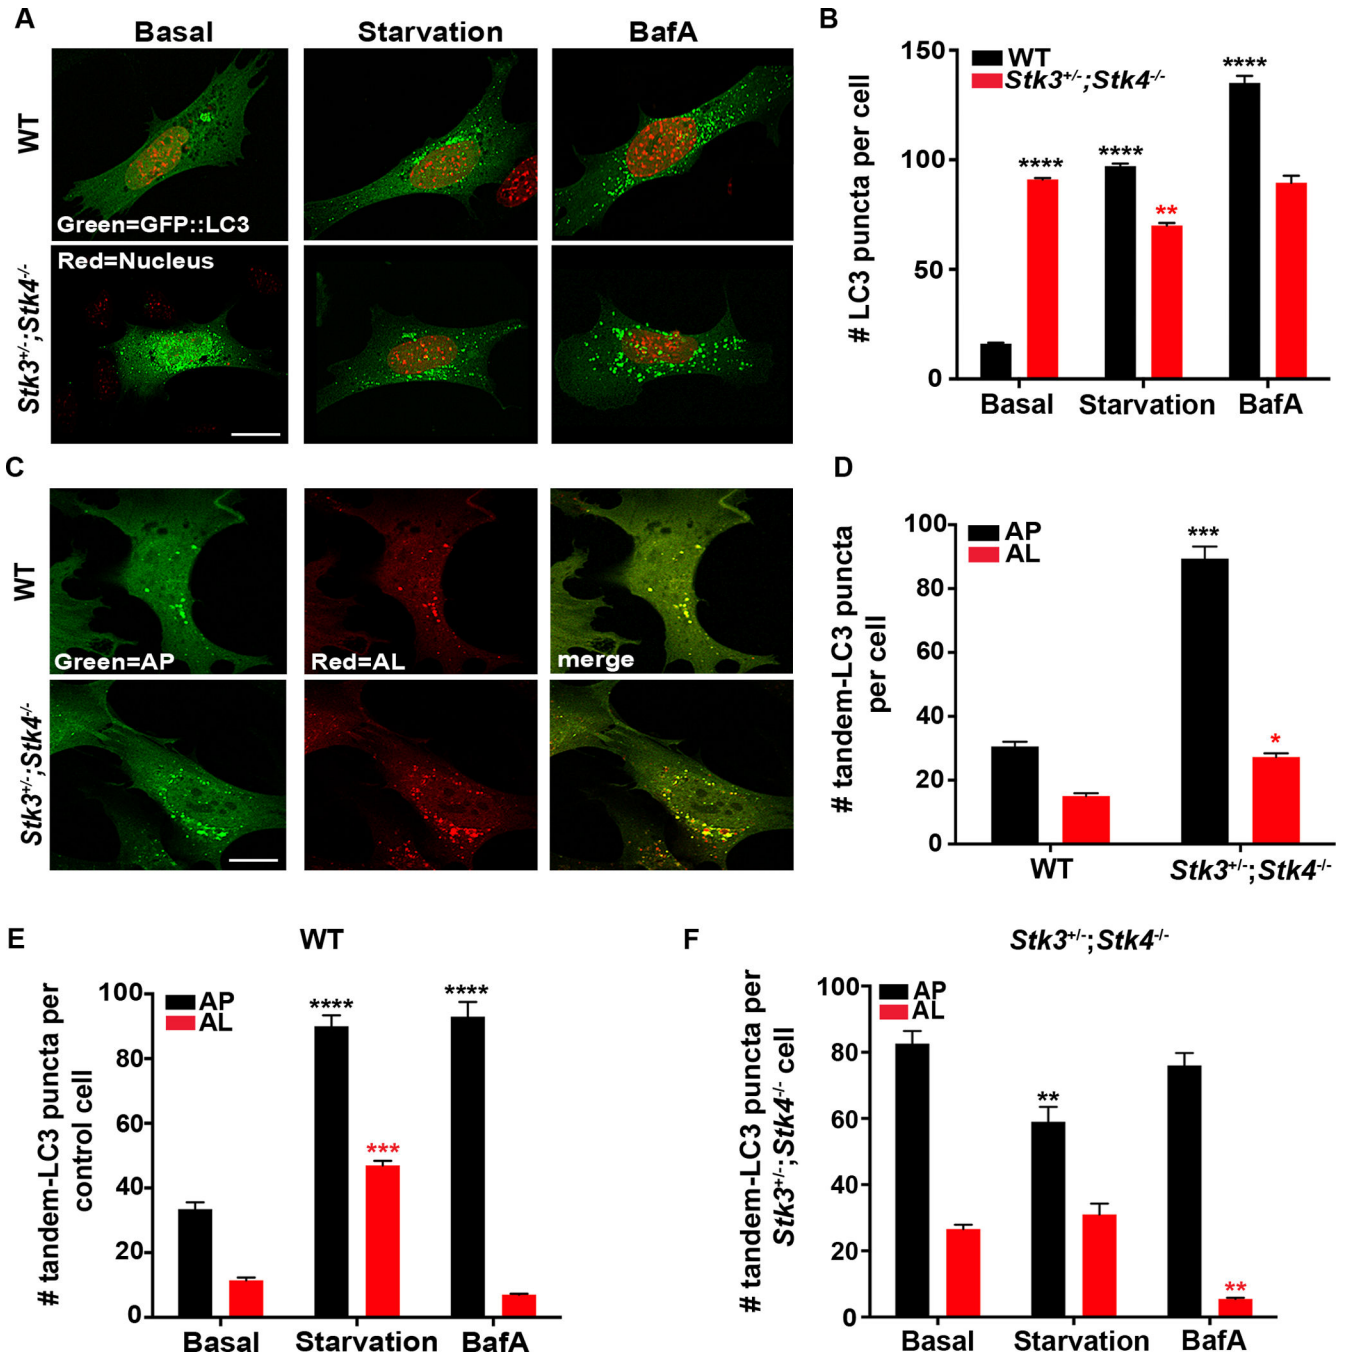 A
Basal
Starvation
BafA
WT
Green=GFP::LC3
Stk3+/-;Stk4-/-
Red=Nucleus
B
# LC3 puncta per cell
150
100
50
0
WT
Stk3+/-;Stk4-/-
****
****
**
****
Basal
Starvation
BafA
C
WT
Green=AP
Red=AL
merge
Stk3+/-;Stk4-/-
D
# tandem-LC3 puncta
per cell
100
80
60
40
20
0
AP
AL
***
*
WT
Stk3+/-;Stk4-/-
E
WT
# tandem-LC3 puncta per
control cell
100
80
60
40
20
0
AP
AL
****
***
****
Basal
Starvation
BafA
F
Stk3+/-;Stk4-/-
# tandem-LC3 puncta per
Stk3+/-;Stk4-/- cell
100
80
60
40
20
0
AP
AL
**
**
Basal
Starvation
BafA